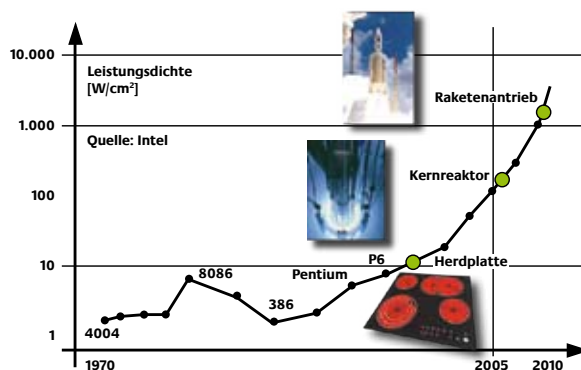 10.000
Leistungsdichte
[W/cm²]
Raketenantrieb
1.000
Quelle: Intel
Kernreaktor
100
P6
Herdplatte
Pentium
10
8086
386
4004
1
1970
2005
2010